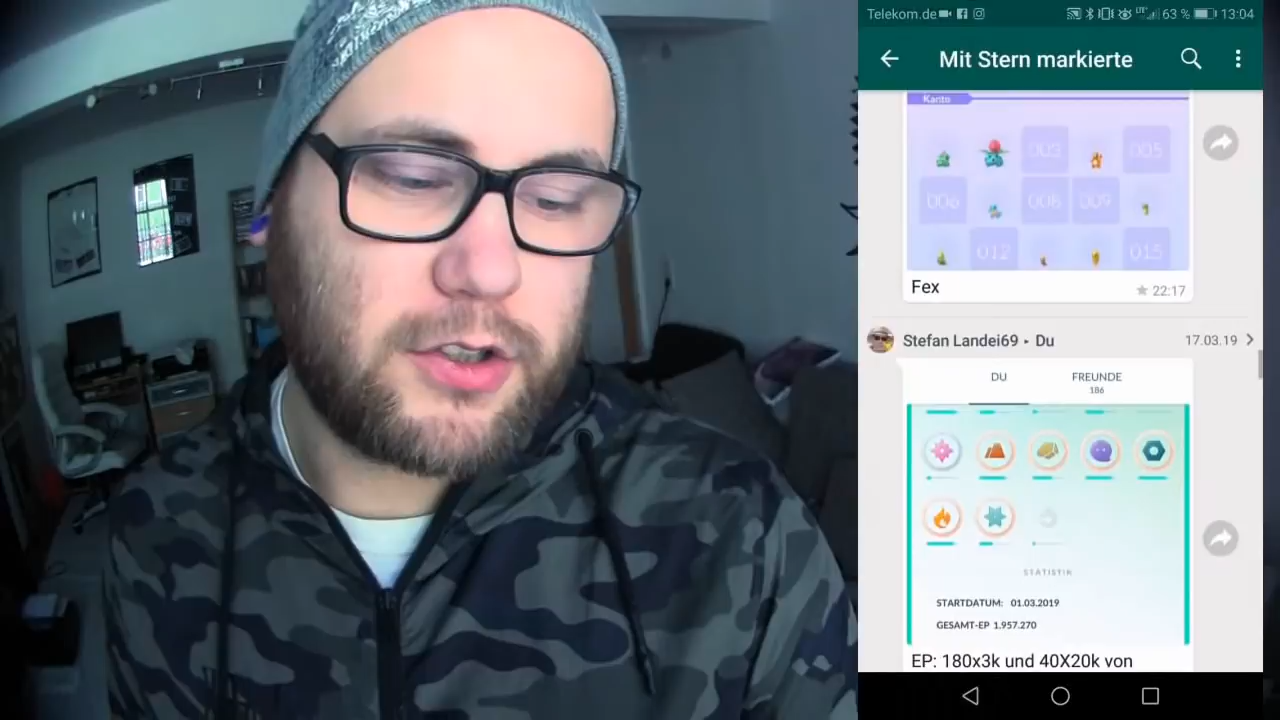 Telekom.de 63 % 13:04
Mit Stern markierte
Kanto
003 005
006 008 009
012 015
Fex
22:17
Stefan Landei69 ▸ Du 17.03.19
DU FREUNDE
186
STATISTIK
STARTDATUM: 01.03.2019
GESAMT-EP 1.957.270
EP: 180x3k und 40X20k von